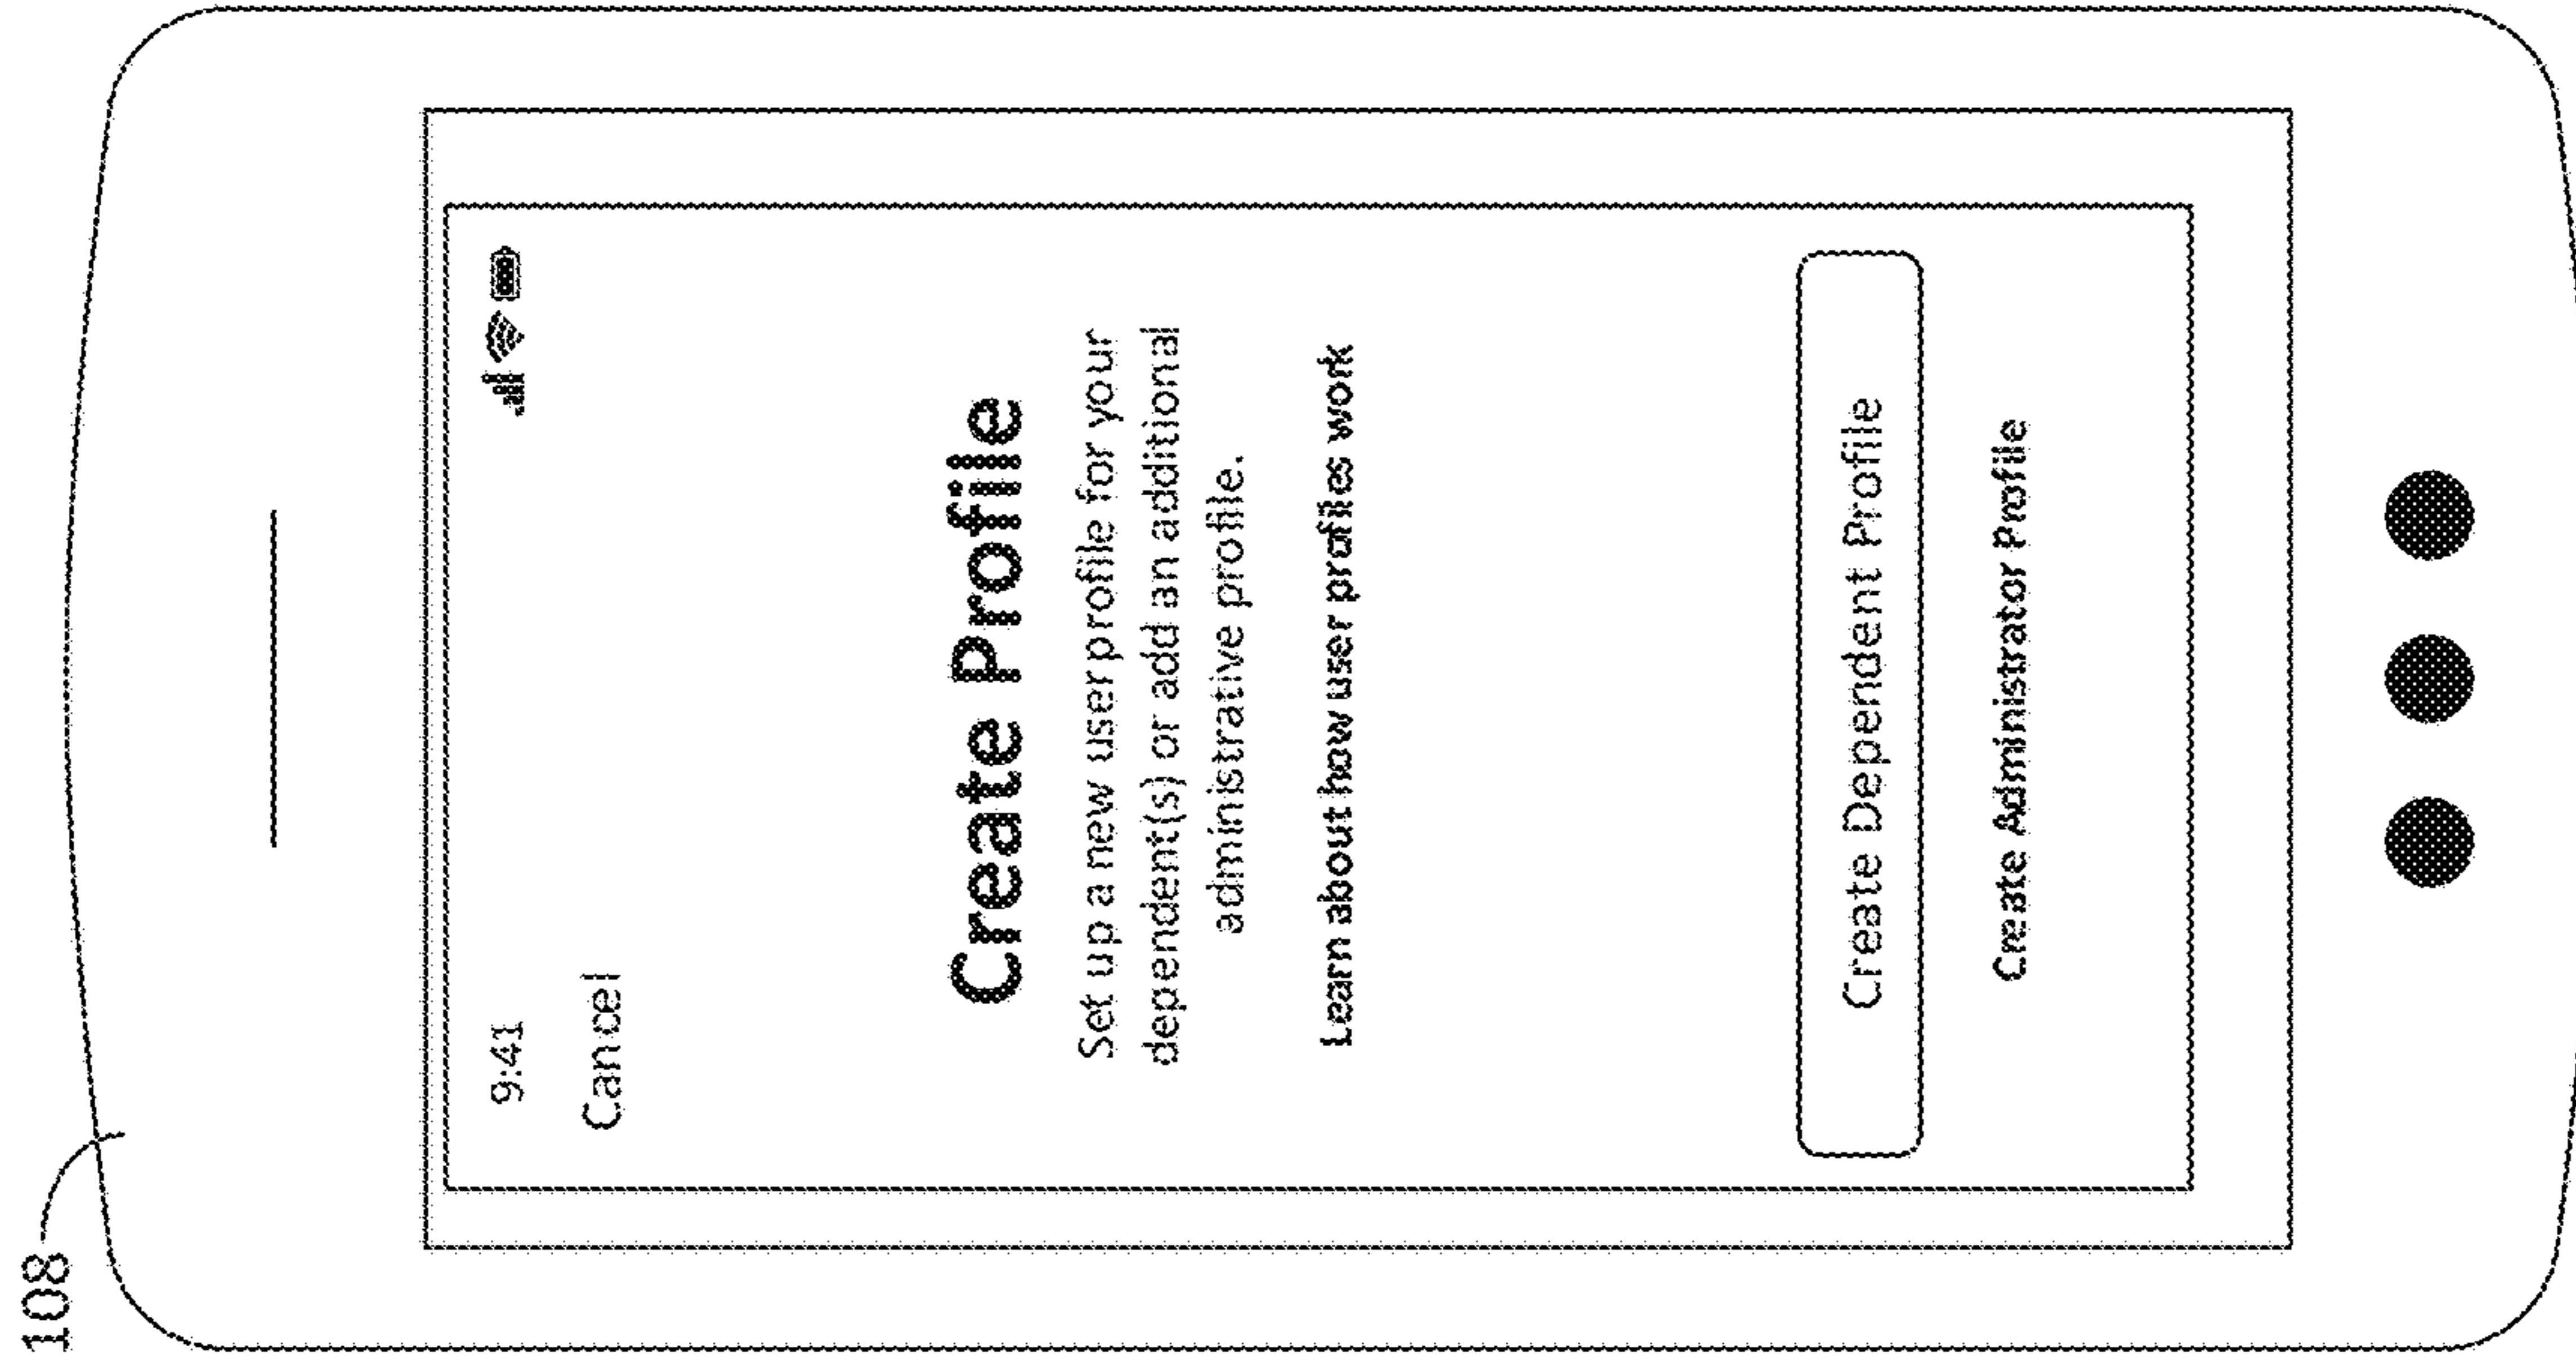 108
9:41
Cancel
Create Profile
Set up a new user profile for your
dependent(s) or add an additional
administrative profile.
Learn about how user profiles work
Create Dependent Profile
Create Administrator Profile